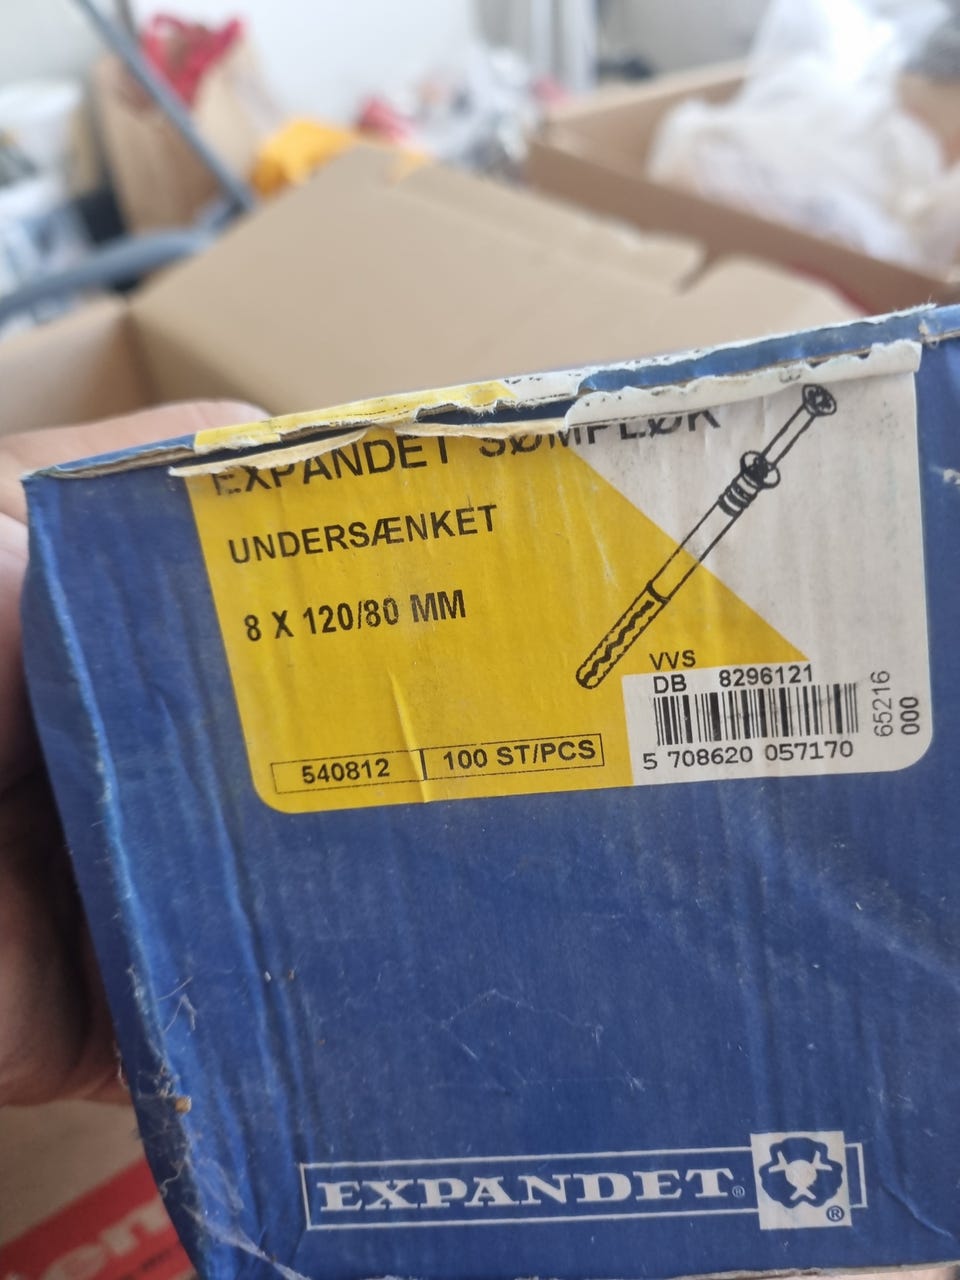 EXPANDET SØMPLØK
UNDERSÆNKET
8 X 120/80 MM
540812 100 ST/PCS
VVS
DB 8296121
5 708620 057170
65216
000
EXPANDET®
®